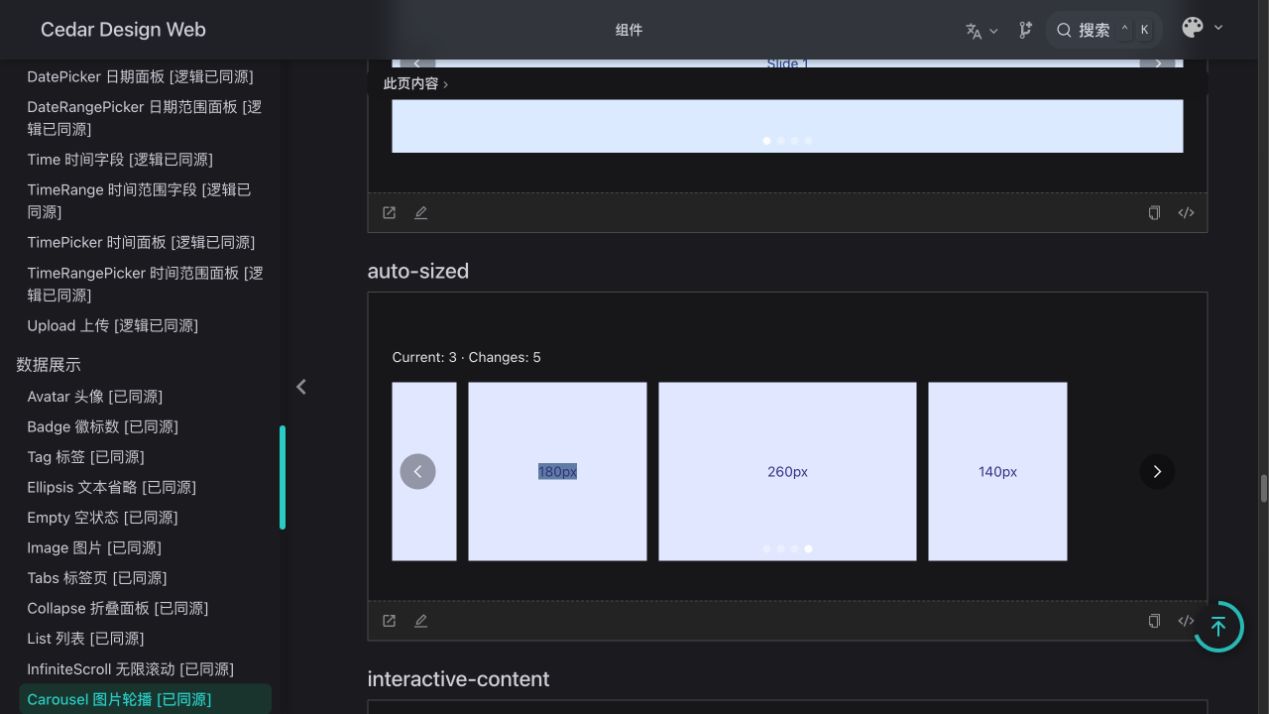 Cedar Design Web
组件
搜索
^
K
DatePicker 日期面板 [逻辑已同源]
DateRangePicker 日期范围面板 [逻
辑已同源]
Time 时间字段 [逻辑已同源]
TimeRange 时间范围字段 [逻辑已
同源]
TimePicker 时间面板 [逻辑已同源]
TimeRangePicker 时间范围面板 [逻
辑已同源]
Upload 上传 [逻辑已同源]
数据展示
Avatar 头像 [已同源]
Badge 徽标数 [已同源]
Tag 标签 [已同源]
Ellipsis 文本省略 [已同源]
Empty 空状态 [已同源]
Image 图片 [已同源]
Tabs 标签页 [已同源]
Collapse 折叠面板 [已同源]
List 列表 [已同源]
InfiniteScroll 无限滚动 [已同源]
Carousel 图片轮播 [已同源]
Slide 1
此页内容 ›
auto-sized
Current: 3 · Changes: 5
180px
260px
140px
interactive-content